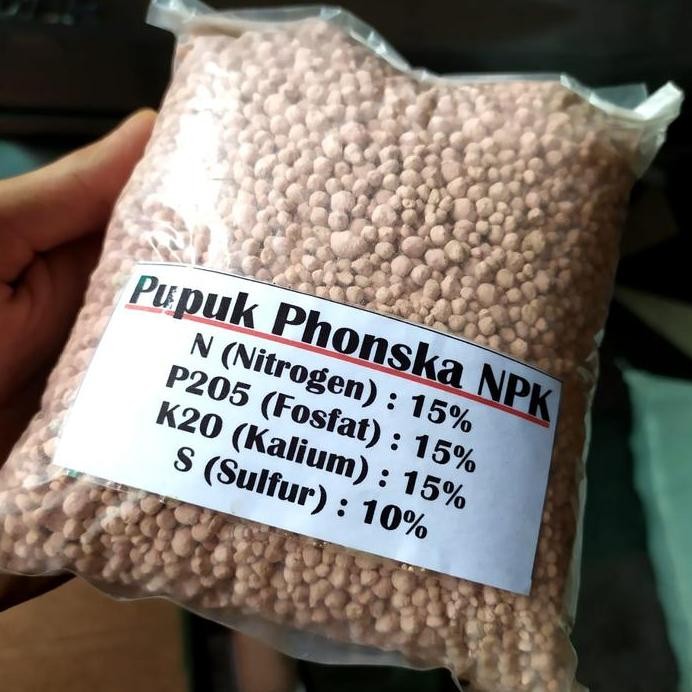 Pupuk Phonska NPK
N (Nitrogen) : 15%
P205 (Fosfat) : 15%
K20 (Kalium) : 15%
S (Sulfur) : 10%